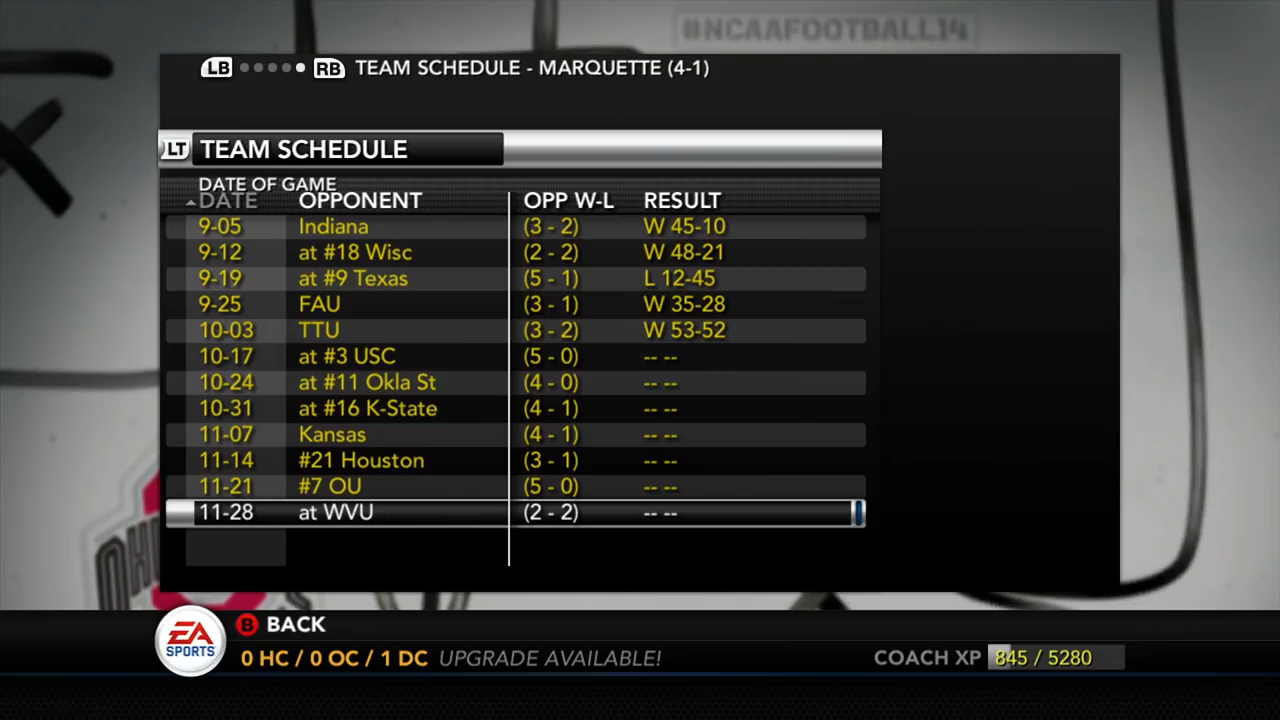 #NCAAFOOTBALL14
LB RB TEAM SCHEDULE - MARQUETTE (4-1)
LT TEAM SCHEDULE
DATE OF GAME
DATE OPPONENT OPP W-L RESULT
9-05 Indiana (3 - 2) W 45-10
9-12 at #18 Wisc (2 - 2) W 48-21
9-19 at #9 Texas (5 - 1) L 12-45
9-25 FAU (3 - 1) W 35-28
10-03 TTU (3 - 2) W 53-52
10-17 at #3 USC (5 - 0) -- --
10-24 at #11 Okla St (4 - 0) -- --
10-31 at #16 K-State (4 - 1) -- --
11-07 Kansas (4 - 1) -- --
11-14 #21 Houston (3 - 1) -- --
11-21 #7 OU (5 - 0) -- --
11-28 at WVU (2 - 2) -- --
EA SPORTS
B BACK
0 HC / 0 OC / 1 DC UPGRADE AVAILABLE!
COACH XP 845 / 5280